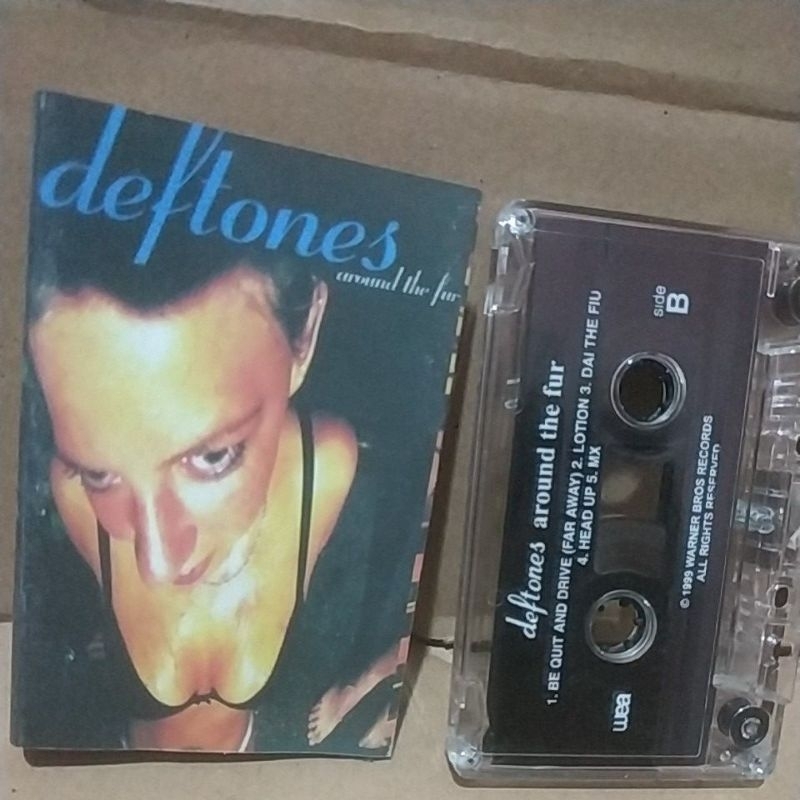 deftones
around the fur
side
B
deftones around the fur
1. BE QUIT AND DRIVE (FAR AWAY) 2. LOTION 3. DAI THE FIU
4. HEAD UP 5. MX
© 1999 WARNER BROS RECORDS
ALL RIGHTS RESERVED
wea